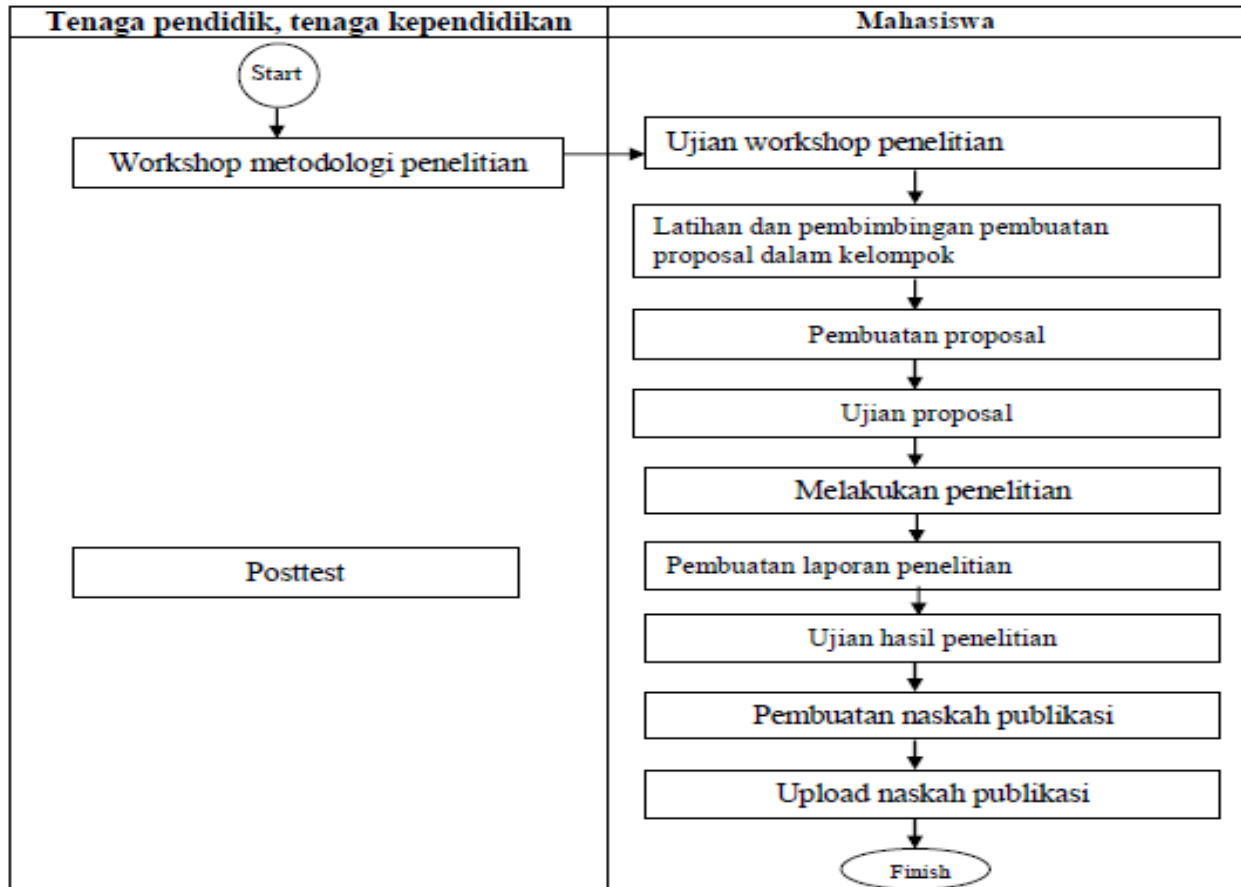 Tenaga pendidik, tenaga kependidikan
Mahasiswa
Start
Workshop metodologi penelitian
Ujian workshop penelitian
Latihan dan pembimbingan pembuatan
proposal dalam kelompok
Pembuatan proposal
Ujian proposal
Melakukan penelitian
Posttest
Pembuatan laporan penelitian
Ujian hasil penelitian
Pembuatan naskah publikasi
Upload naskah publikasi
Finish